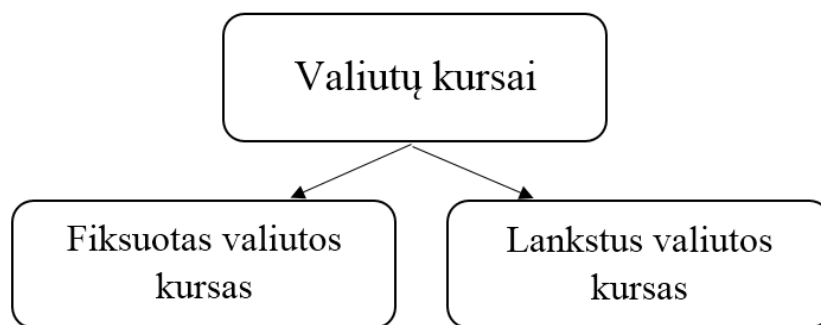 Valiutų kursai
Fiksuotas valiutos
kursas
Lankstus valiutos
kursas